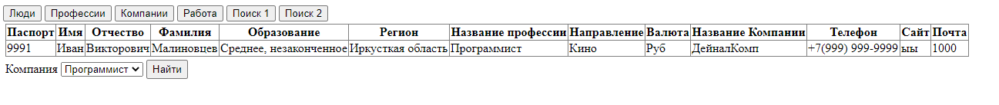 Люди Профессии Компании Работа Поиск 1 Поиск 2
Паспорт Имя Отчество Фамилия Образование Регион Название профессии Направление Валюта Название Компании Телефон Сайт Почта
9991 Иван Викторович Малиновцев Среднее, незаконченное Иркусткая область Программист Кино Руб ДейналКомп +7(999) 999-9999 ыы 1000
Компания Программист Найти